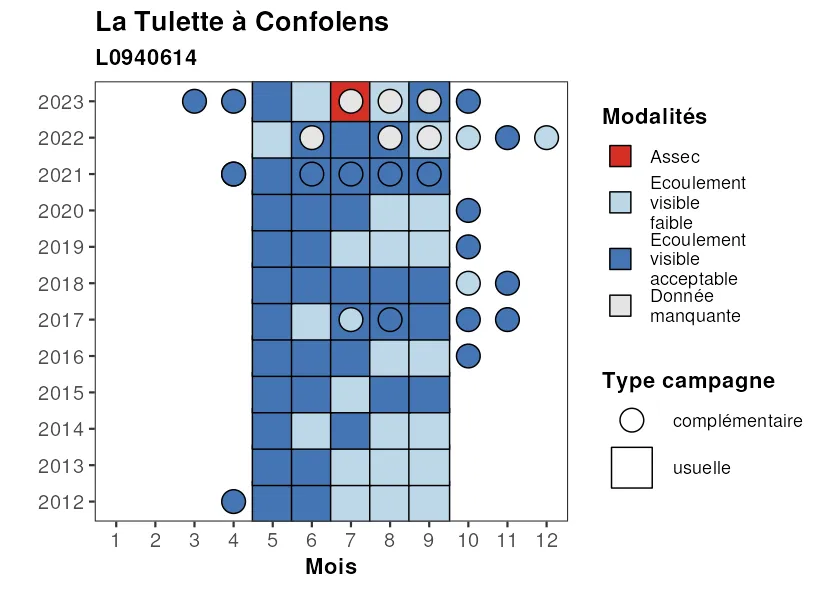 La Tulette à Confolens
L0940614
2023
2022
2021
2020
2019
2018
2017
2016
2015
2014
2013
2012
1 2 3 4 5 6 7 8 9 10 11 12
Mois
Modalités
Assec
Ecoulement
visible
faible
Ecoulement
visible
acceptable
Donnée
manquante
Type campagne
complémentaire
usuelle